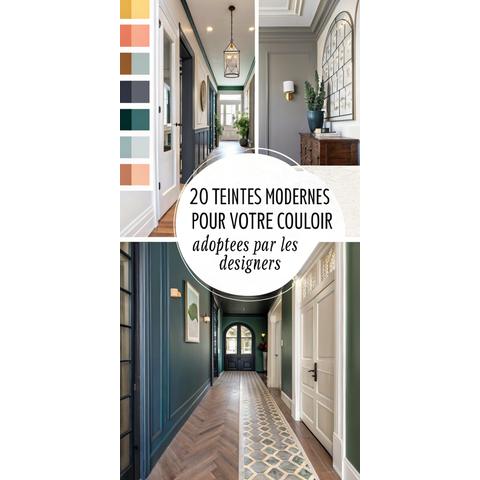 20 TEINTES MODERNES
POUR VOTRE COULOIR
adoptees par les
designers